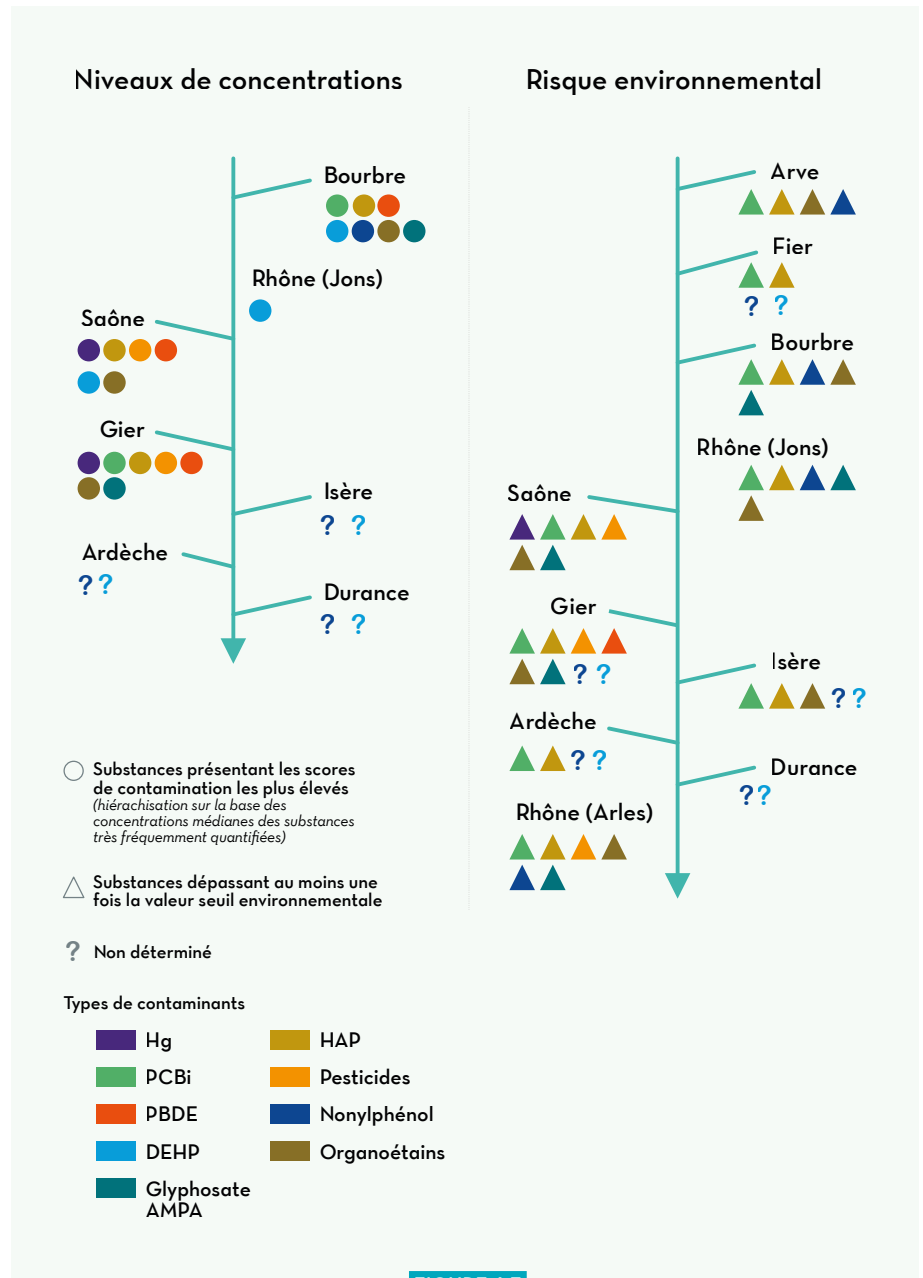 Niveaux de concentrations
Bourbre
Rhône (Jons)
Saône
Gier
Isère
? ?
Ardèche
??
Durance
? ?
Substances présentant les scores
de contamination les plus élevés
(hiérachisation sur la base des
concentrations médianes des substances
très fréquemment quantifiées)
Substances dépassant au moins une
fois la valeur seuil environnementale
? Non déterminé
Types de contaminants
Hg
PCBi
PBDE
DEHP
Glyphosate
AMPA
HAP
Pesticides
Nonylphénol
Organoétains
Risque environnemental
Arve
Fier
? ?
Bourbre
Rhône (Jons)
Saône
Gier
? ?
Isère
? ?
Ardèche
? ?
Durance
??
Rhône (Arles)